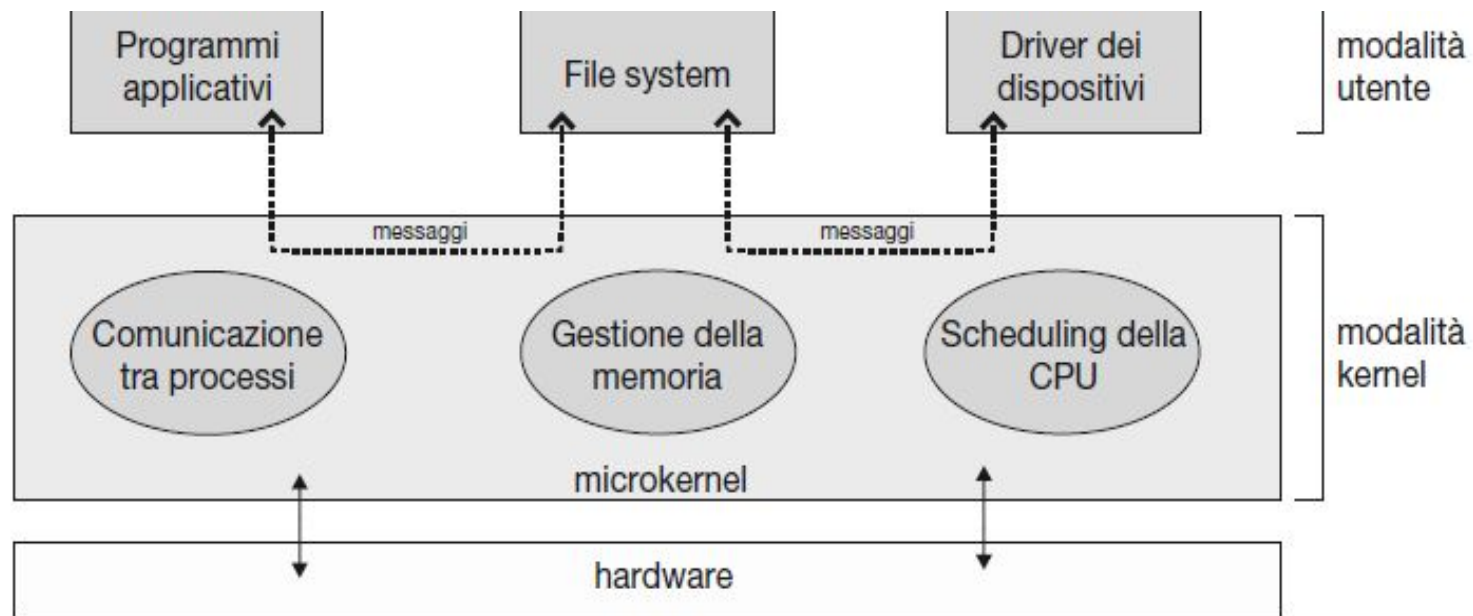 Programmi
applicativi
File system
Driver dei
dispositivi
modalità
utente
messaggi
messaggi
Comunicazione
tra processi
Gestione della
memoria
Scheduling della
CPU
modalità
kernel
microkernel
hardware